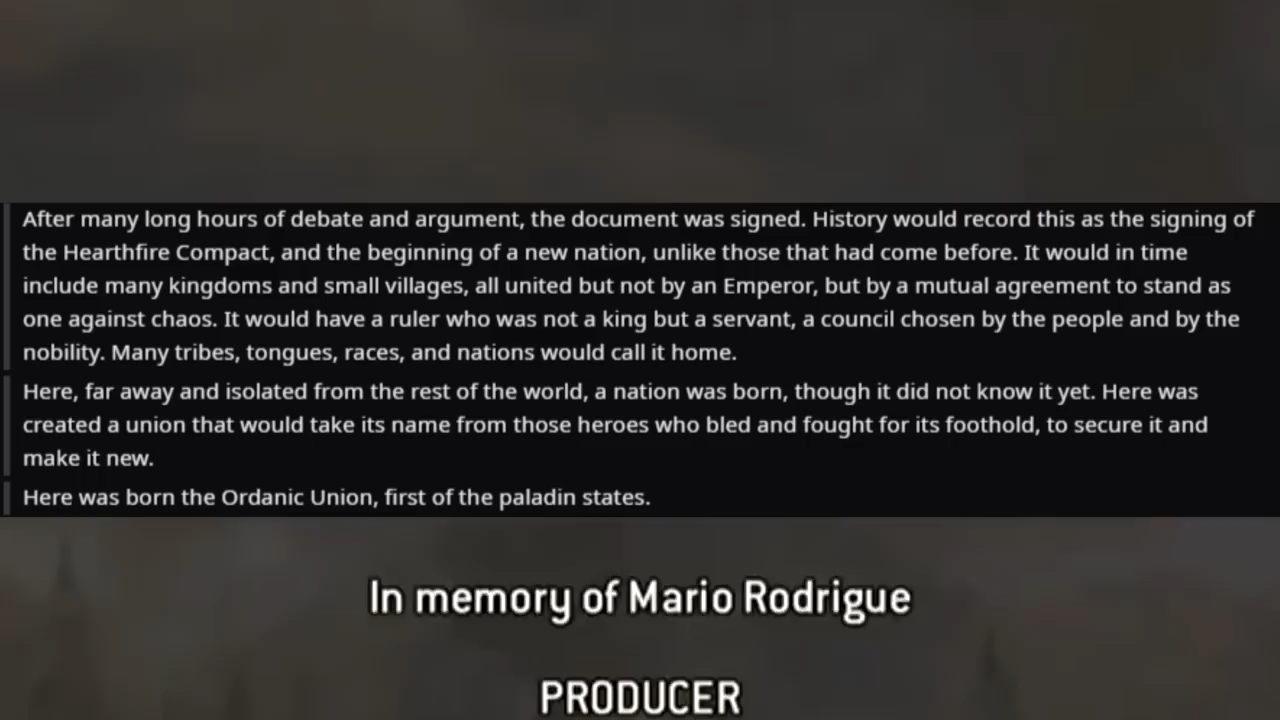 After many long hours of debate and argument, the document was signed. History would record this as the signing of
the Hearthfire Compact, and the beginning of a new nation, unlike those that had come before. It would in time
include many kingdoms and small villages, all united but not by an Emperor, but by a mutual agreement to stand as
one against chaos. It would have a ruler who was not a king but a servant, a council chosen by the people and by the
nobility. Many tribes, tongues, races, and nations would call it home.
Here, far away and isolated from the rest of the world, a nation was born, though it did not know it yet. Here was
created a union that would take its name from those heroes who bled and fought for its foothold, to secure it and
make it new.
Here was born the Ordanic Union, first of the paladin states.
In memory of Mario Rodrigue
PRODUCER